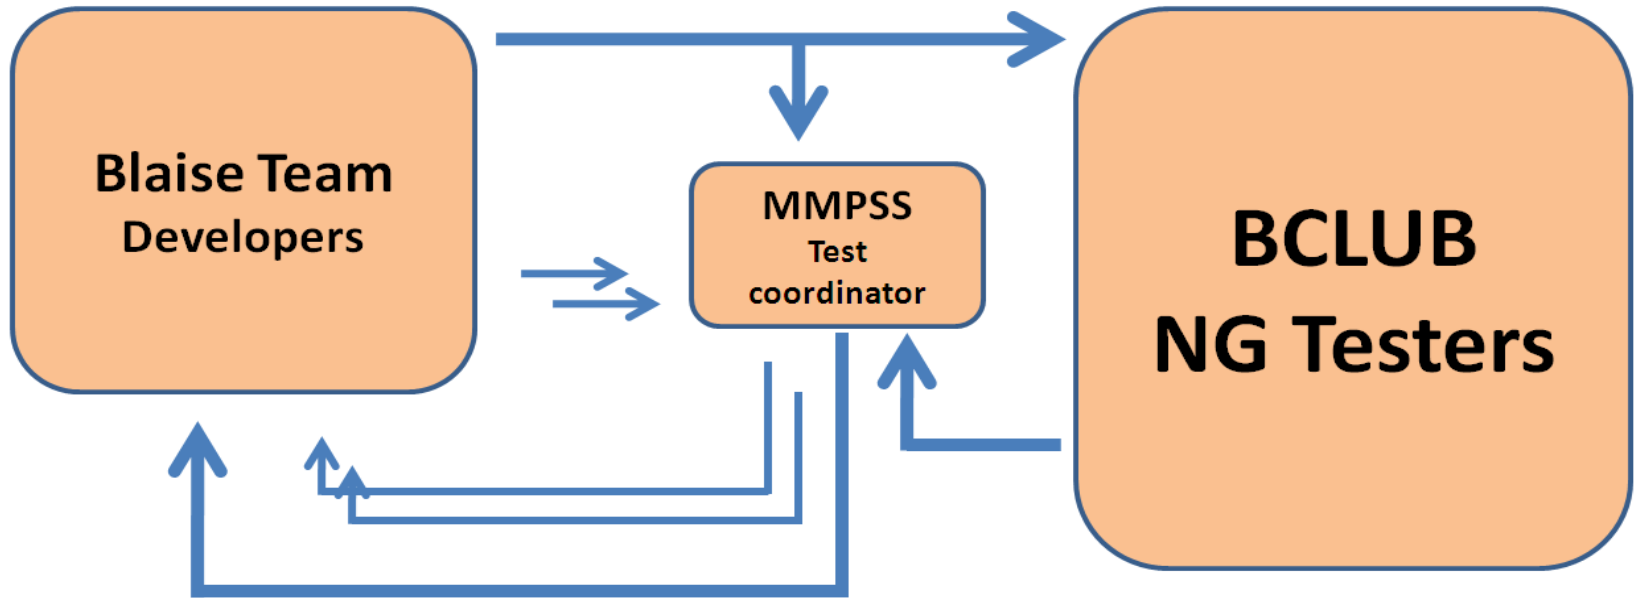 Blaise Team
Developers
MMPSS
Test
coordinator
BCLUB
NG Testers